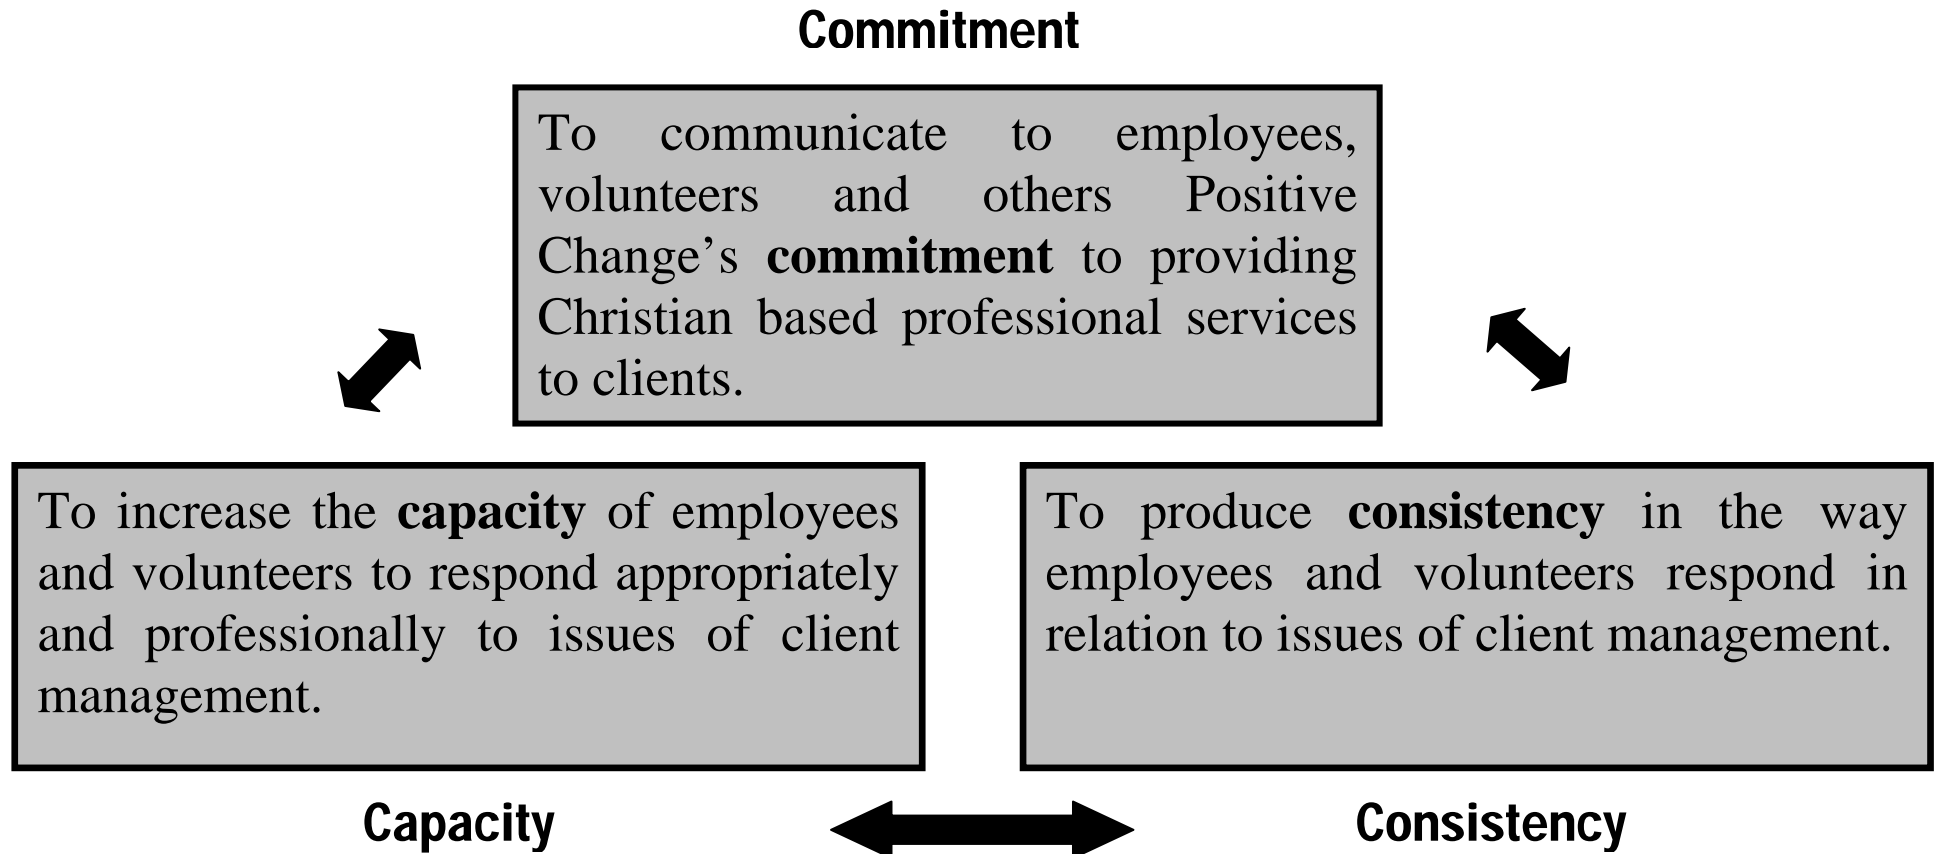 Commitment
To communicate to employees,
volunteers and others Positive
Change’s commitment to providing
Christian based professional services
to clients.
To increase the capacity of employees
and volunteers to respond appropriately
and professionally to issues of client
management.
To produce consistency in the way
employees and volunteers respond in
relation to issues of client management.
Capacity
Consistency